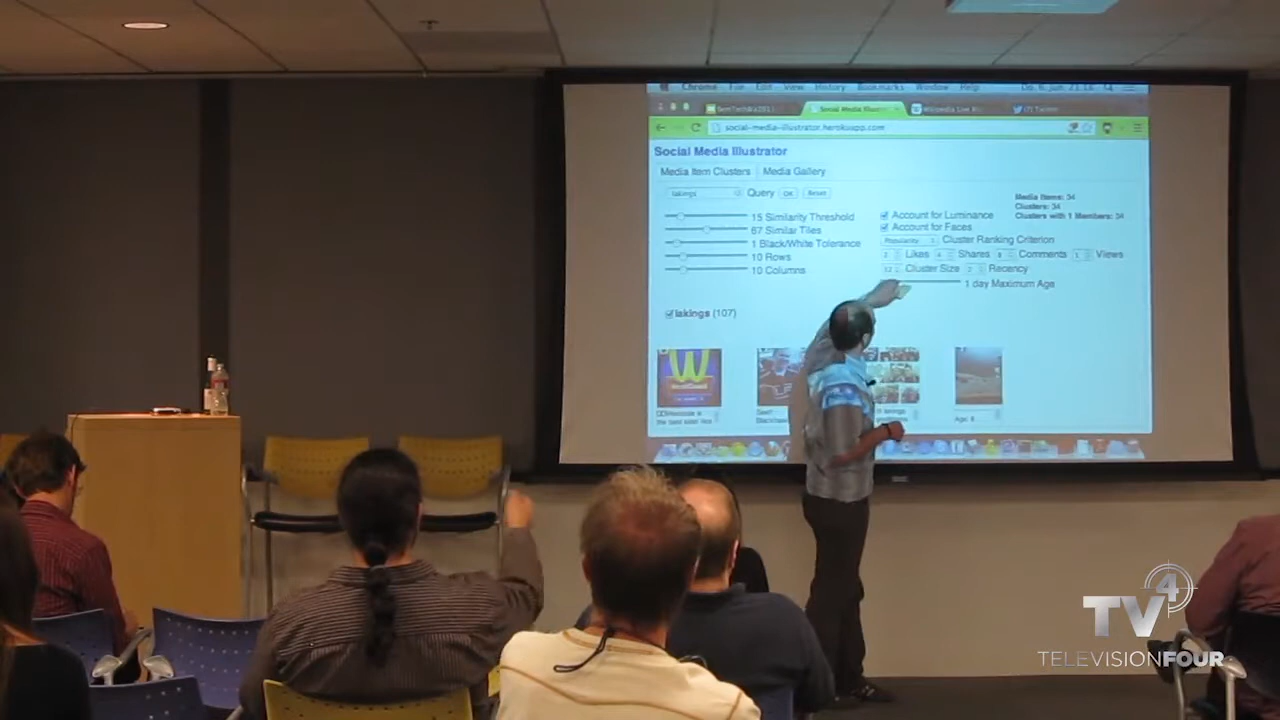 Chrome File Edit View History Bookmarks Window Help
Social Media Illustr
social-media-illustrator.herokuapp.com
Social Media Illustrator
Media Item Clusters Media Gallery
lakings Query OK Reset
Media Items: 34
Clusters: 34
Clusters with 1 Members: 34
15 Similarity Threshold
67 Similar Tiles
1 Black/White Tolerance
10 Rows
10 Columns
Account for Luminance
Account for Faces
Popularity Cluster Ranking Criterion
Likes Shares Comments Views
12 Cluster Size 2 Recency
1 day Maximum Age
lakings (107)
TV4
TELEVISIONFOUR